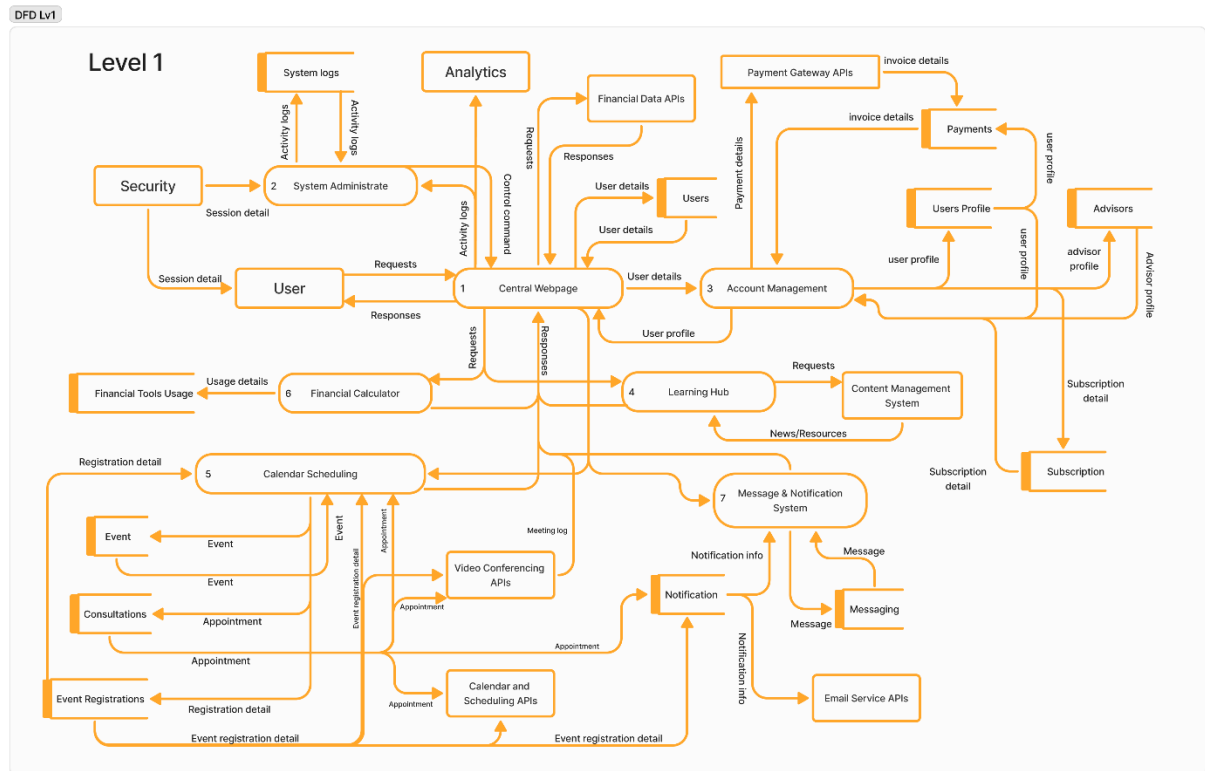 DFD Lv1
Level 1
System logs
Analytics
Financial Data APIs
Payment Gateway APIs
invoice details
invoice details
Payments
Activity logs
Activity logs
Requests
Responses
Payment details
user profile
Security
2 System Administrate
Session detail
Control command
Activity logs
User details
Users
User details
Users Profile
Advisors
user profile
user profile
advisor profile
Advisor profile
Session detail
User
Requests
Responses
1 Central Webpage
User details
3 Account Management
User profile
Requests
Responses
Financial Tools Usage
Usage details
6 Financial Calculator
4 Learning Hub
Requests
Content Management
System
News/Resources
Subscription
detail
Subscription
detail
Subscription
Registration detail
5 Calendar Scheduling
7 Message & Notification
System
Event
Event
Event
Event
Event registration detail
Appointment
Meeting log
Video Conferencing
APIs
Notification info
Message
Consultations
Appointment
Appointment
Appointment
Appointment
Notification
Message
Messaging
Notification info
Event Registrations
Registration detail
Appointment
Calendar and
Scheduling APIs
Email Service APIs
Event registration detail
Event registration detail